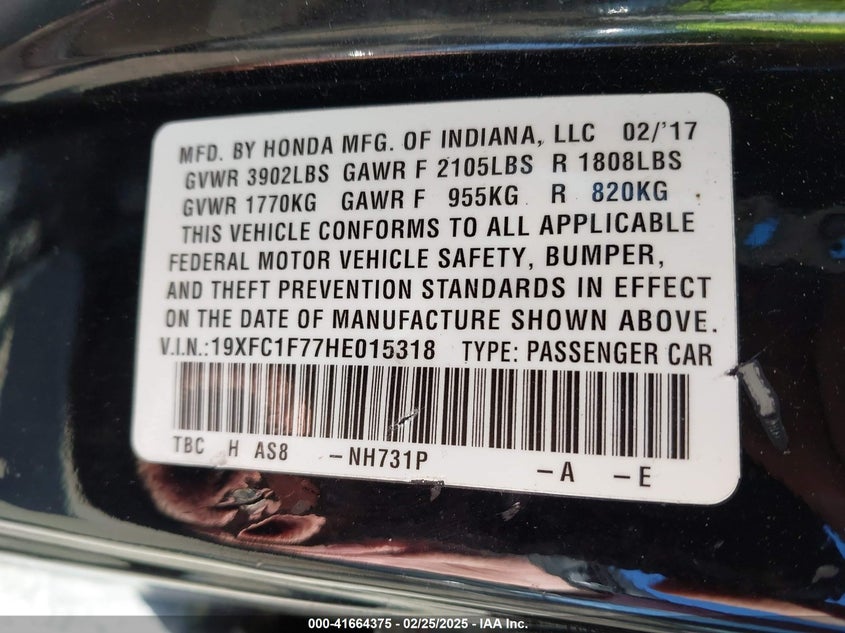 MFD. BY HONDA MFG. OF INDIANA, LLC 02/'17
GVWR 3902LBS GAWR F 2105LBS R 1808LBS
GVWR 1770KG GAWR F 955KG R 820KG
THIS VEHICLE CONFORMS TO ALL APPLICABLE
FEDERAL MOTOR VEHICLE SAFETY, BUMPER,
AND THEFT PREVENTION STANDARDS IN EFFECT
ON THE DATE OF MANUFACTURE SHOWN ABOVE.
V.I.N.:19XFC1F77HE015318 TYPE: PASSENGER CAR
TBC H AS8 -NH731P -A -E
000-41664375 - 02/25/2025 - IAA Inc.